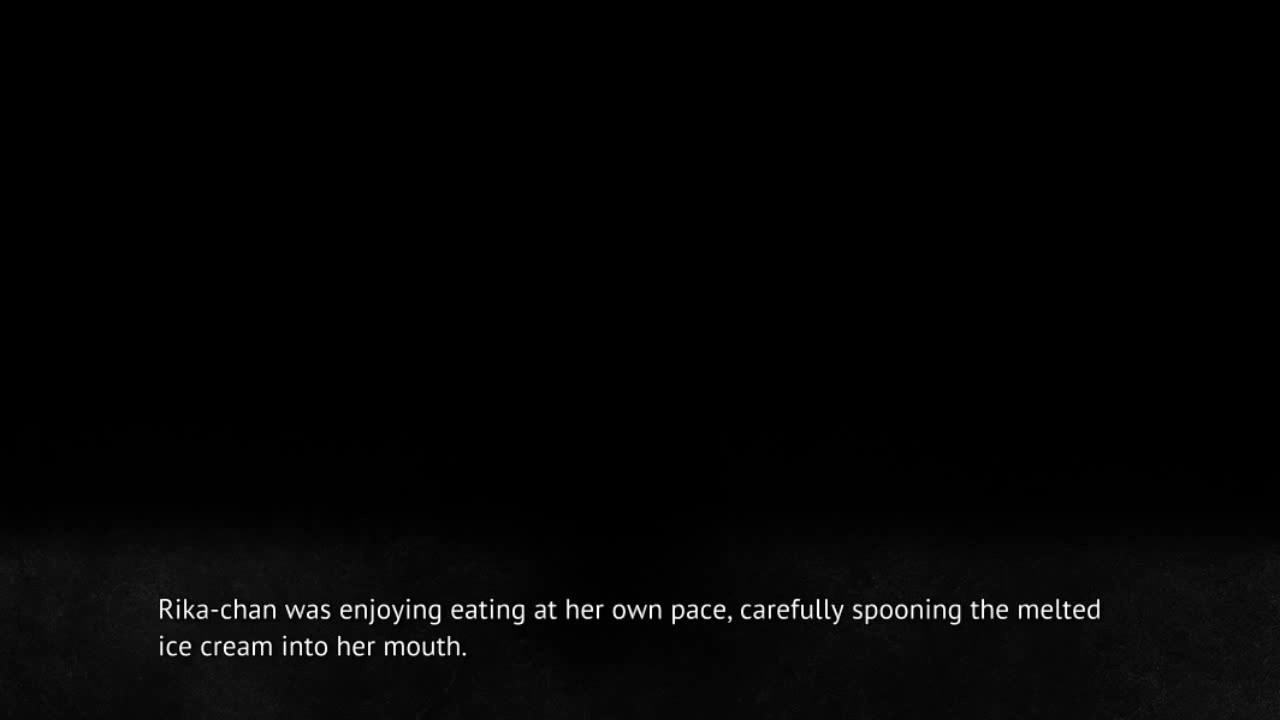 Rika-chan was enjoying eating at her own pace, carefully spooning the melted
ice cream into her mouth.